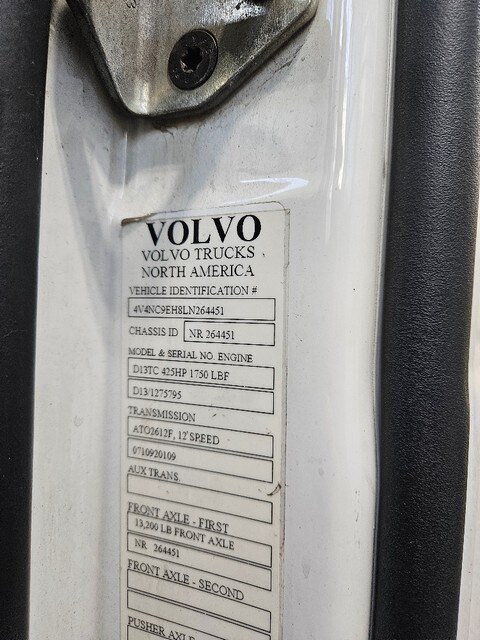 VOLVO
VOLVO TRUCKS
NORTH AMERICA
VEHICLE IDENTIFICATION #
4V4NC9EH8LN264451
CHASSIS ID NR 264451
MODEL & SERIAL NO. ENGINE
D13TC 425HP 1750 LBF
D13/1275795
TRANSMISSION
ATO2612F, 12 SPEED
0710920109
AUX TRANS.
FRONT AXLE - FIRST
13,200 LB FRONT AXLE
NR 264451
FRONT AXLE - SECOND
PUSHER AXLE